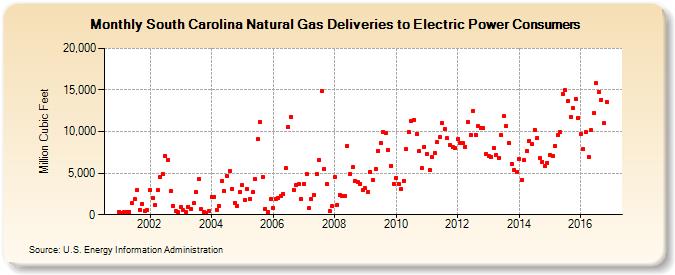 Monthly South Carolina Natural Gas Deliveries to Electric Power Consumers
Million Cubic Feet
20,000
15,000
10,000
5,000
0
2002 2004 2006 2008 2010 2012 2014 2016
Source: U.S. Energy Information Administration